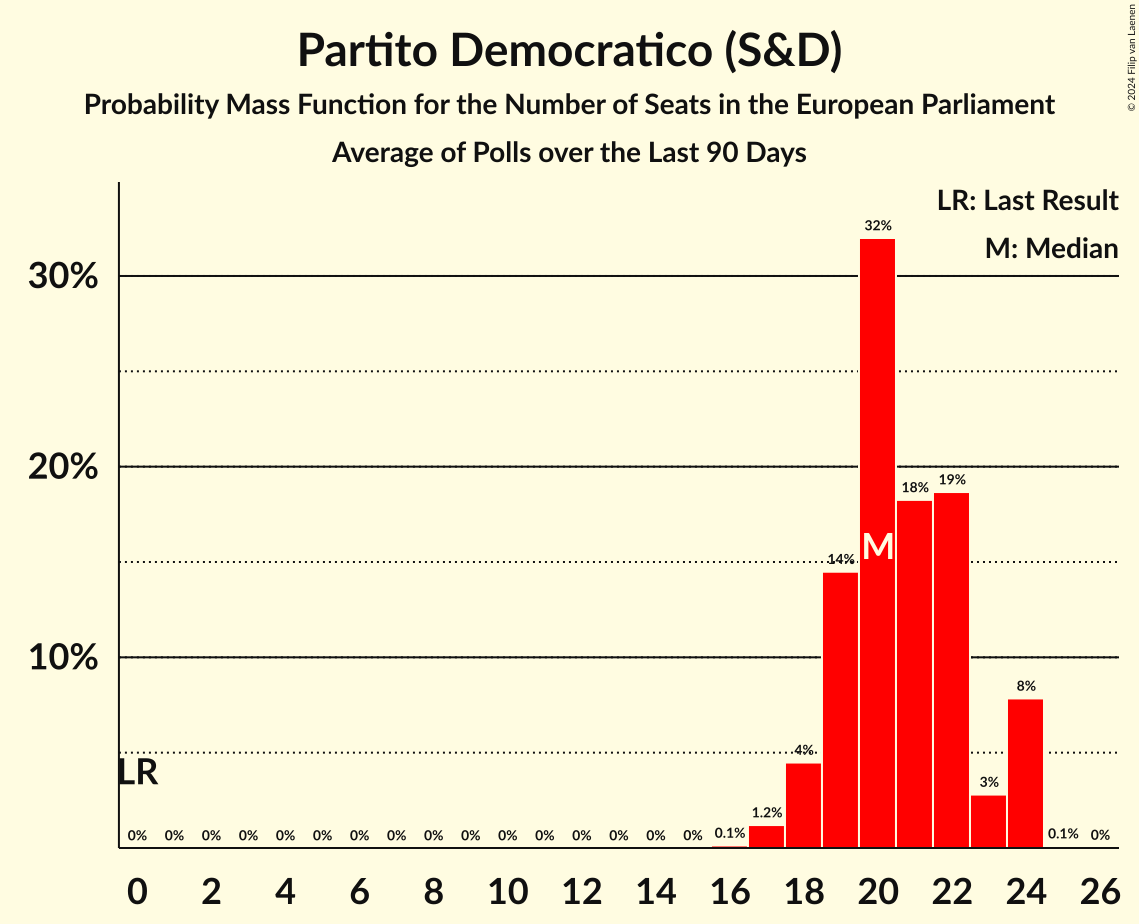 Partito Democratico (S&D)
Probability Mass Function for the Number of Seats in the European Parliament
Average of Polls over the Last 90 Days
© 2024 Filip van Laenen
LR: Last Result
M: Median
30%
20%
10%
32%
19%
18%
14%
M
8%
4%
3%
1.2%
LR
0% 0% 0% 0% 0% 0% 0% 0% 0% 0% 0% 0% 0% 0% 0% 0% 0.1% 0.1% 0%
0 2 4 6 8 10 12 14 16 18 20 22 24 26